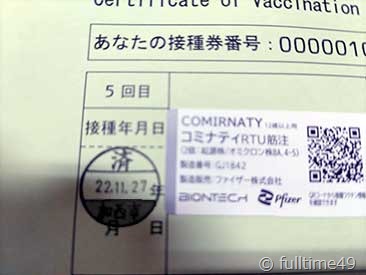 Certificate of Vaccination
あなたの接種券番号：0000010
5回目
接種年月日
済
22.11.27年
月 日
COMIRNATY 12歳以上用
コミナティRTU筋注
(2価：起源株/オミクロン株BA.4-5)
製造番号：GJ1842
製造販売：ファイザー株式会社
BIONTECH Pfizer
© fulltime49